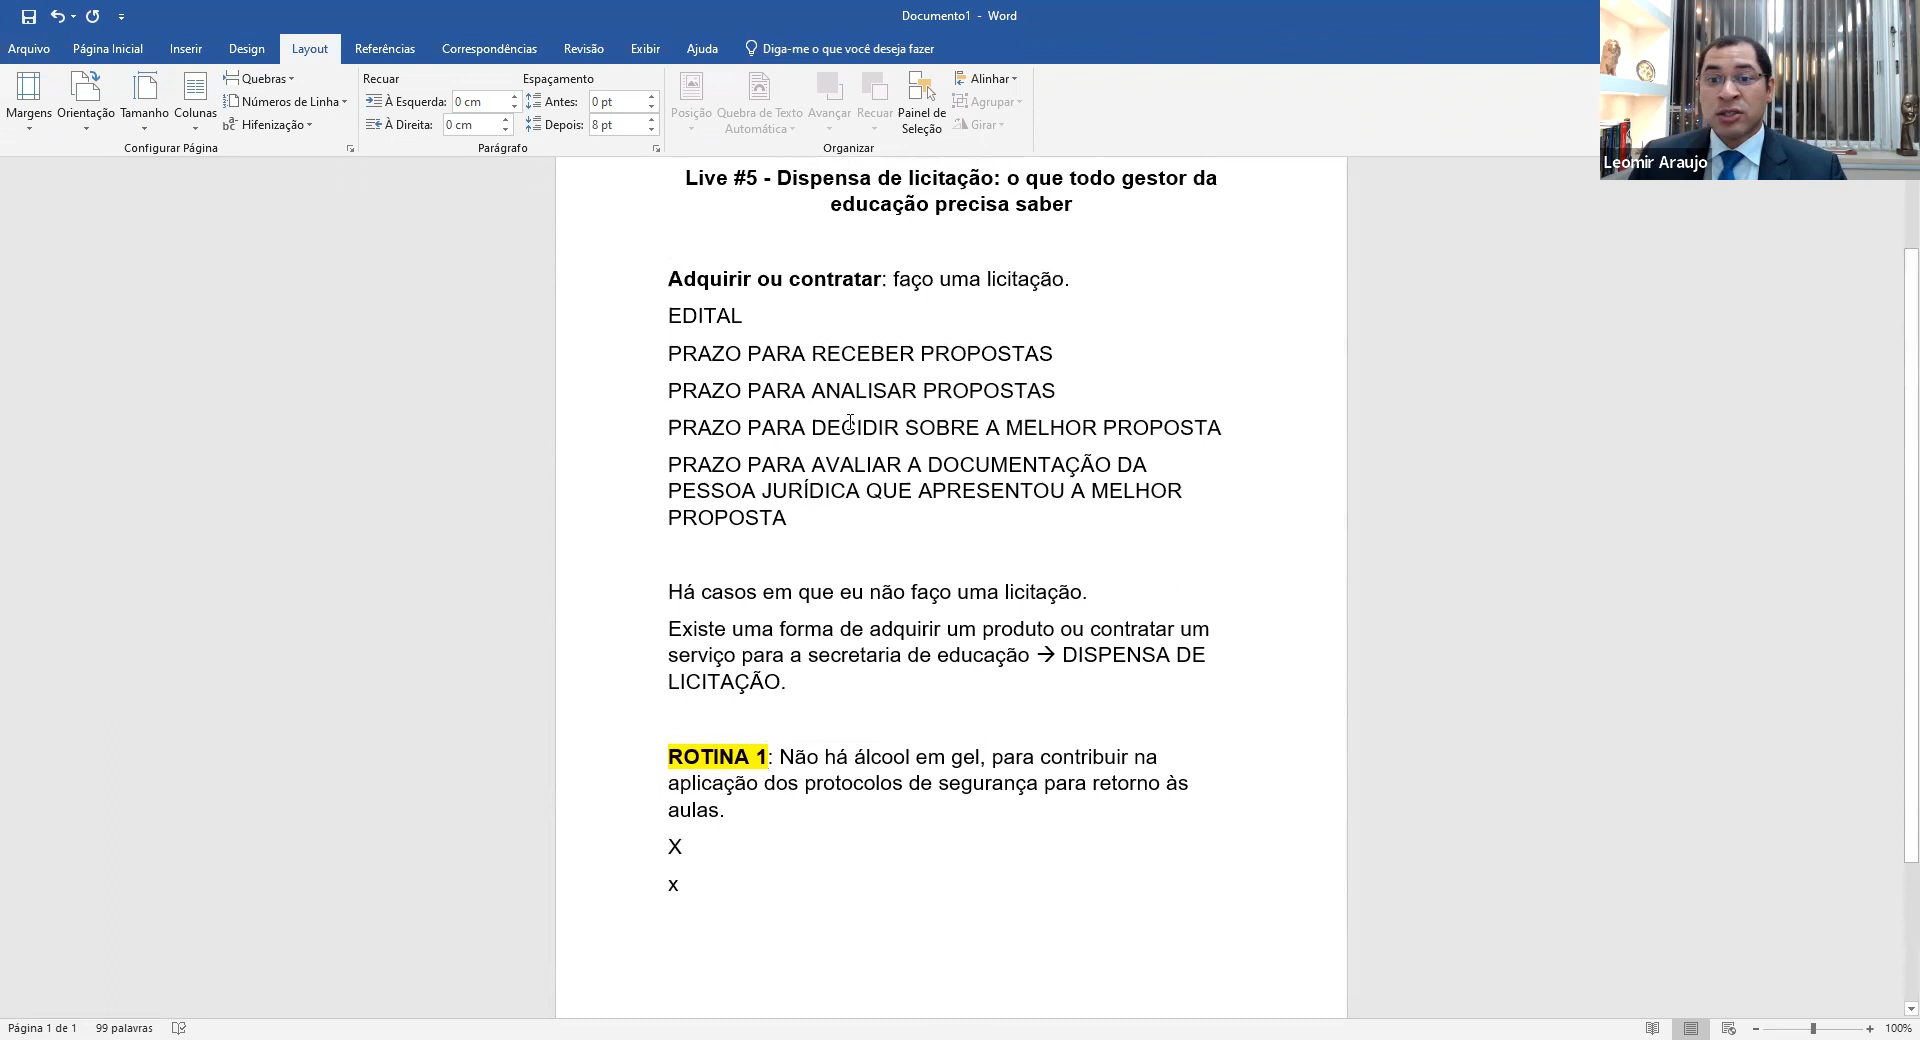 Documento1 - Word
Arquivo Página Inicial Inserir Design Layout Referências Correspondências Revisão Exibir Ajuda Diga-me o que você deseja fazer
Margens Orientação Tamanho Colunas
Quebras
Números de Linha
Hifenização
Configurar Página
Recuar Espaçamento
À Esquerda: 0 cm Antes: 0 pt
À Direita: 0 cm Depois: 8 pt
Parágrafo
Posição Quebra de Texto Automática Avançar Recuar Painel de Seleção
Alinhar
Agrupar
Girar
Organizar
Leomir Araujo
Live #5 - Dispensa de licitação: o que todo gestor da
educação precisa saber
Adquirir ou contratar: faço uma licitação.
EDITAL
PRAZO PARA RECEBER PROPOSTAS
PRAZO PARA ANALISAR PROPOSTAS
PRAZO PARA DECIDIR SOBRE A MELHOR PROPOSTA
PRAZO PARA AVALIAR A DOCUMENTAÇÃO DA
PESSOA JURÍDICA QUE APRESENTOU A MELHOR
PROPOSTA
Há casos em que eu não faço uma licitação.
Existe uma forma de adquirir um produto ou contratar um
serviço para a secretaria de educação → DISPENSA DE
LICITAÇÃO.
ROTINA 1: Não há álcool em gel, para contribuir na
aplicação dos protocolos de segurança para retorno às
aulas.
X
x
Página 1 de 1 99 palavras 100%